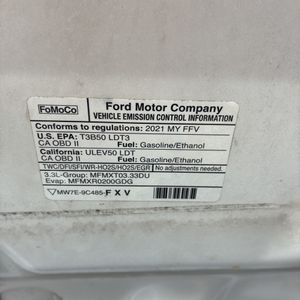 FoMoCo
Ford Motor Company
VEHICLE EMISSION CONTROL INFORMATION
Conforms to regulations: 2021 MY FFV
U.S. EPA: T3B50 LDT3
CA OBD II Fuel: Gasoline/Ethanol
California: ULEV50 LDT
CA OBD II Fuel: Gasoline/Ethanol
TWC/DFI/SFI/WR-HO2S/HO2S/EGR No adjustments needed.
3.3L-Group: MFMXT03.33DU
Evap: MFMXR0200GDG
MW7E-9C485-FXV